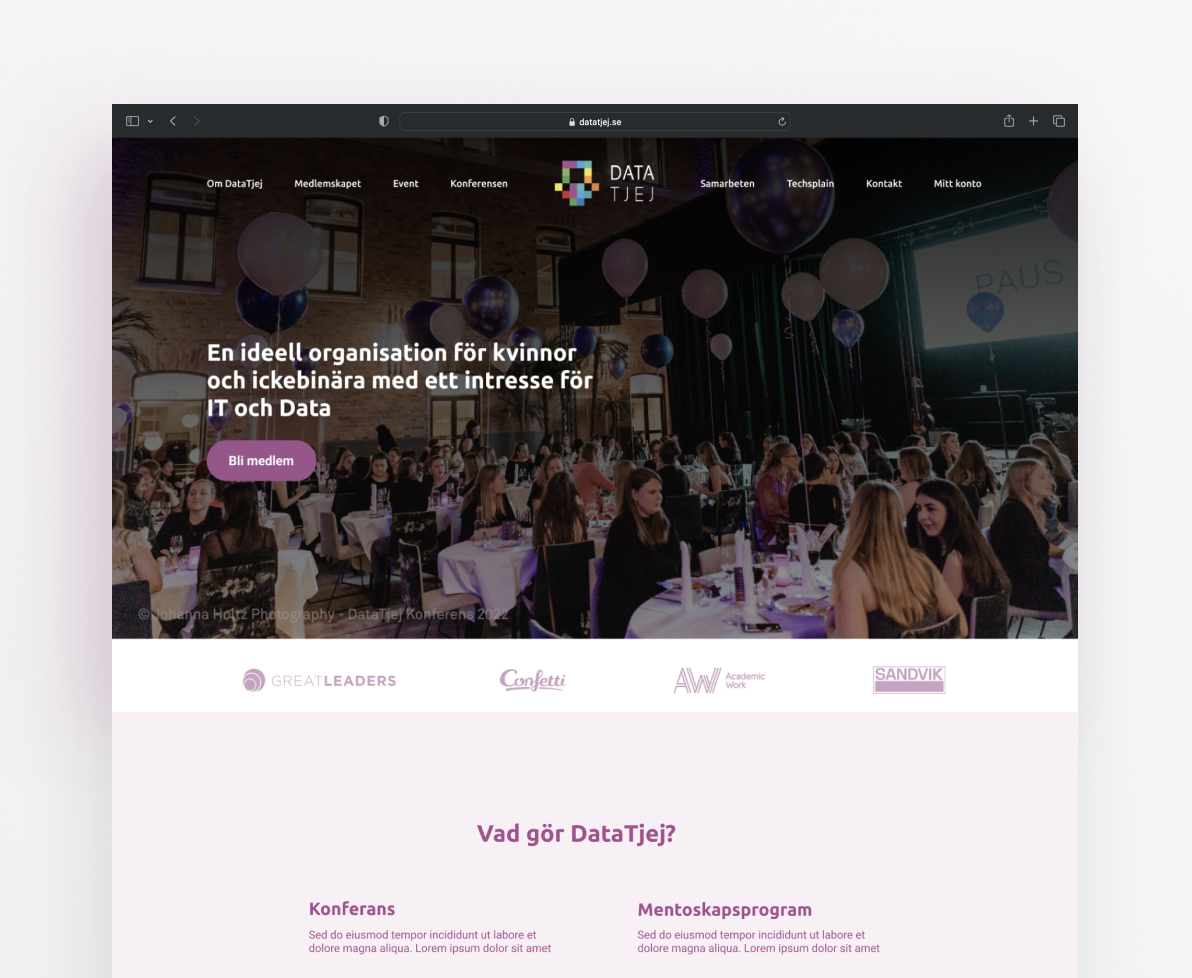 datatjej.se
Om DataTjej
Medlemskapet
Event
Konferensen
DATA
TJEJ
Samarbeten
Techsplain
Kontakt
Mitt konto
PAUS
En ideell organisation för kvinnor
och ickebinära med ett intresse för
IT och Data
Bli medlem
©Johanna Holtz Photography - DataTjej Konferens 2022
GREATLEADERS
Confetti
AW Academic
Work
SANDVIK
Vad gör DataTjej?
Konferans
Sed do eiusmod tempor incididunt ut labore et
dolore magna aliqua. Lorem ipsum dolor sit amet
Mentoskapsprogram
Sed do eiusmod tempor incididunt ut labore et
dolore magna aliqua. Lorem ipsum dolor sit amet